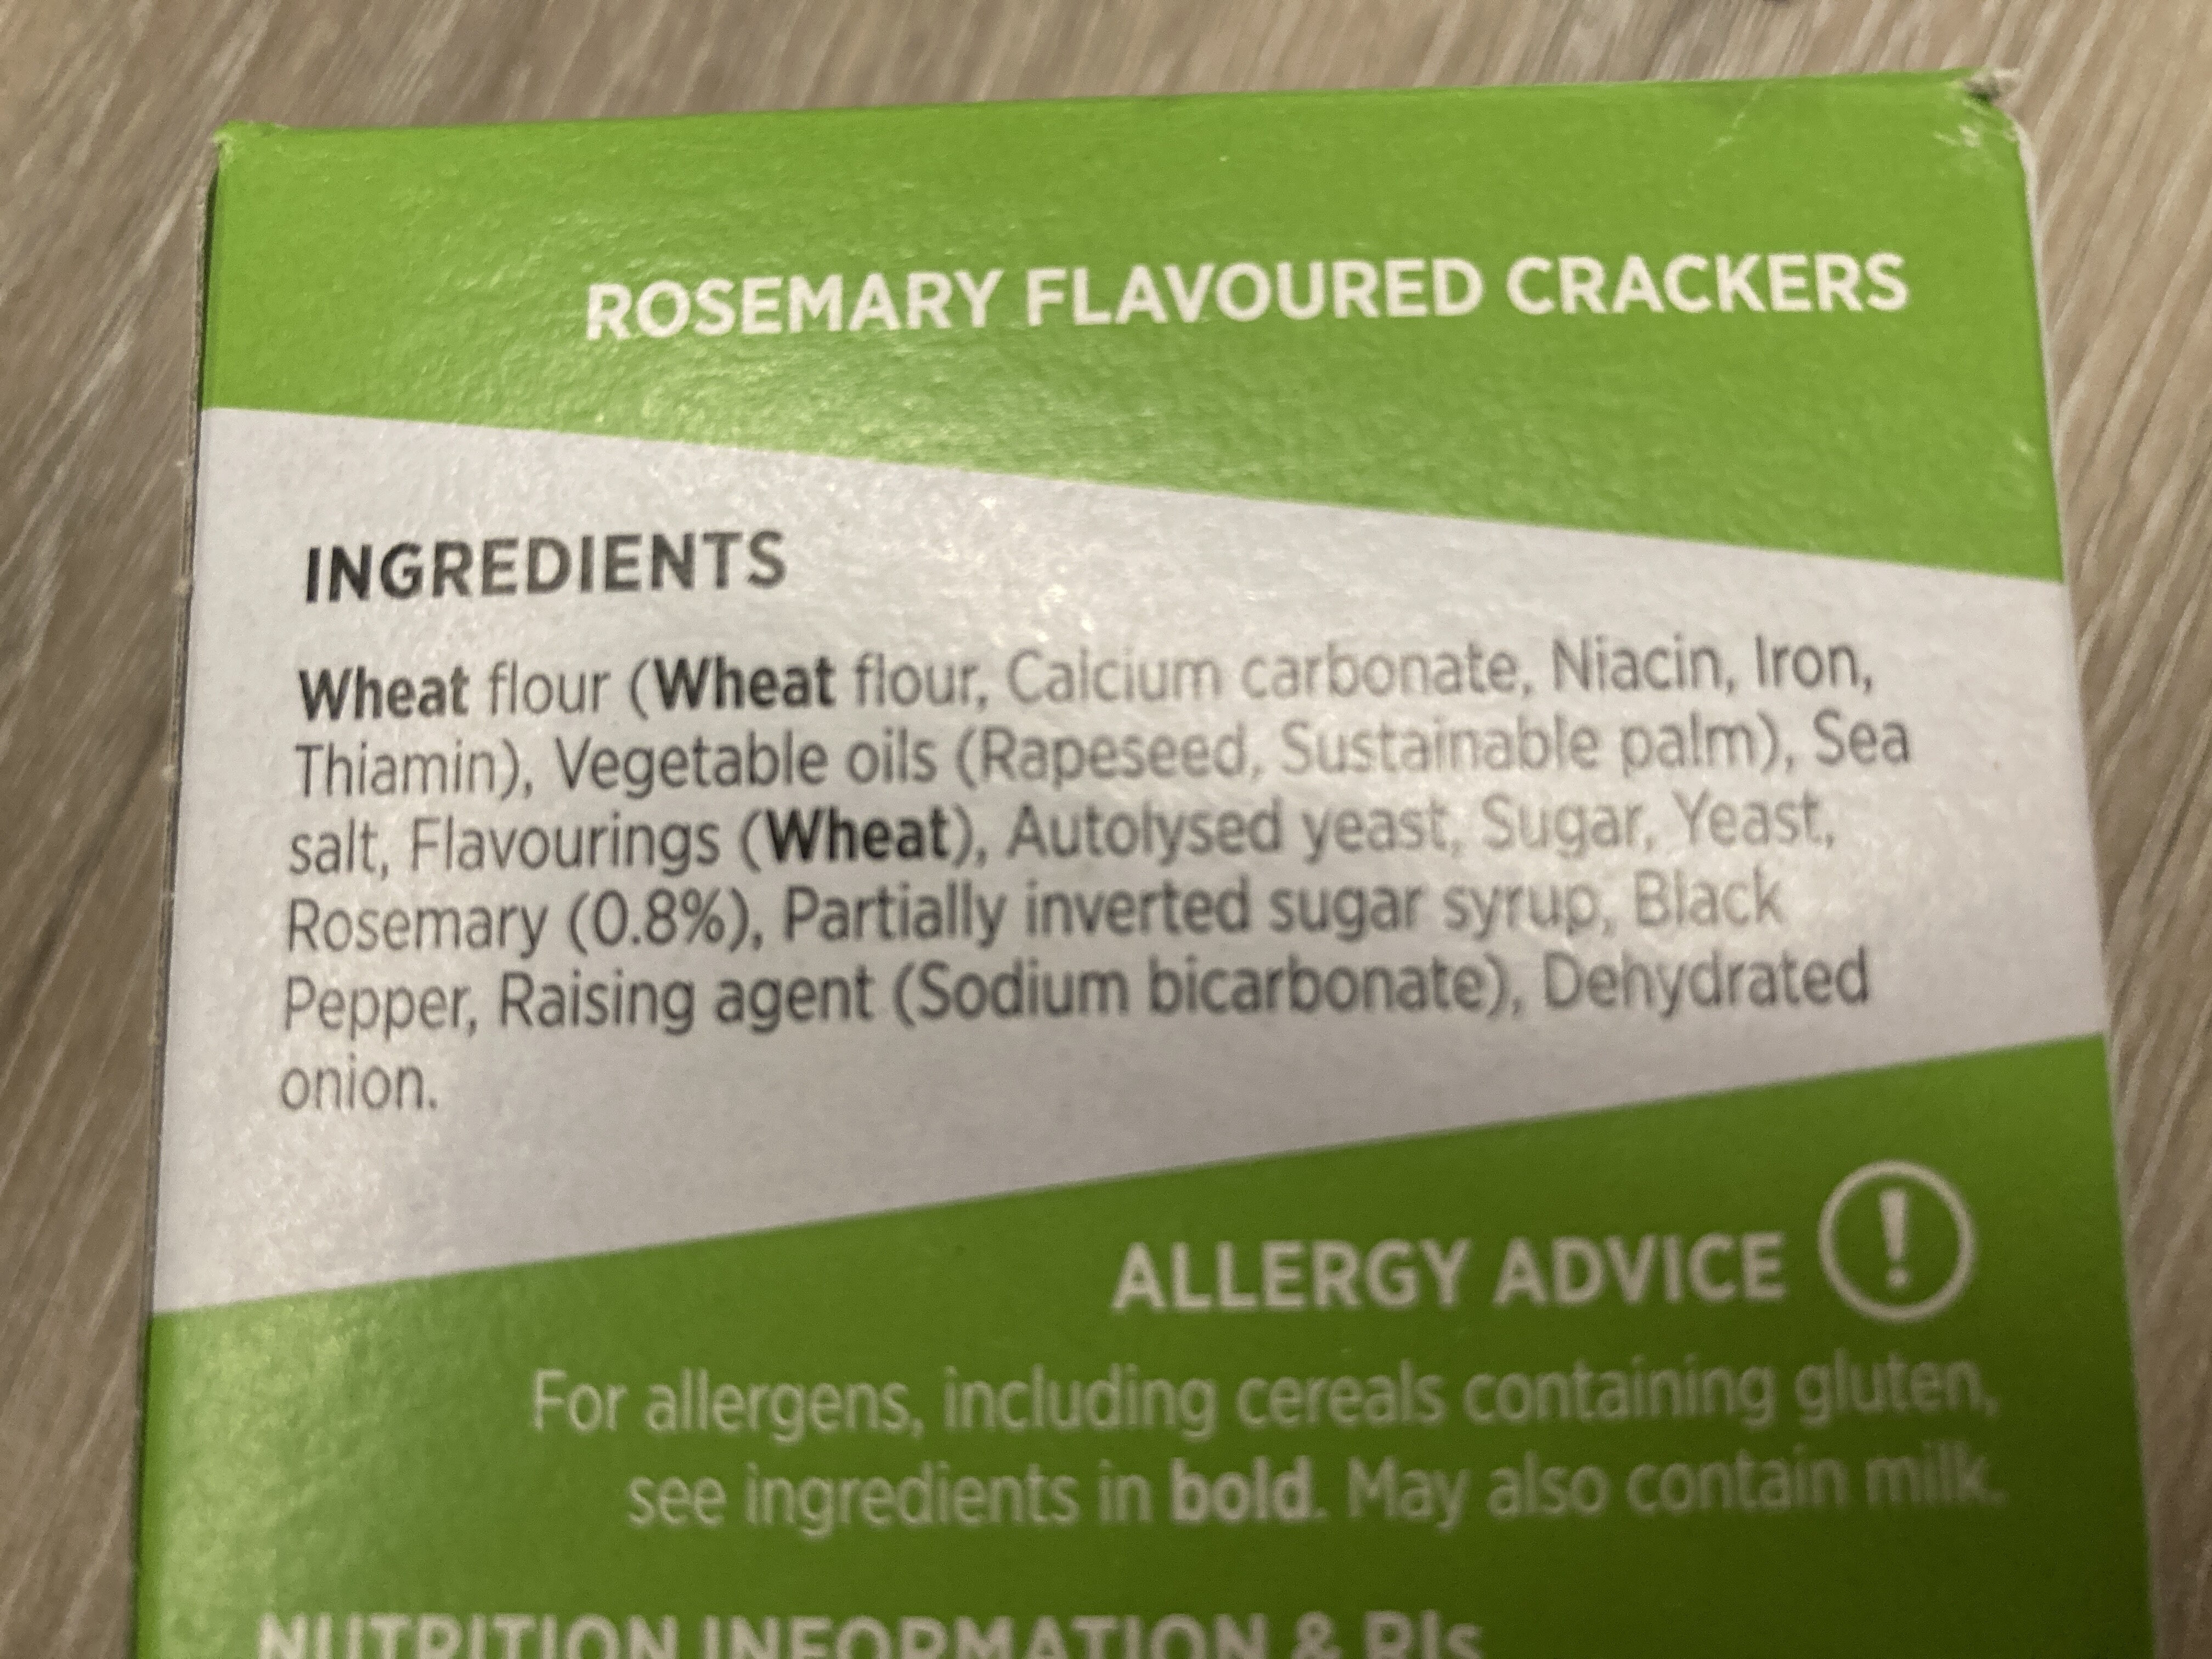 ROSEMARY FLAVOURED CRACKERS
INGREDIENTS
Wheat flour (Wheat flour, Calcium carbonate, Niacin, Iron,
Thiamin), Vegetable oils (Rapeseed, Sustainable palm), Sea
salt, Flavourings (Wheat), Autolysed yeast, Sugar, Yeast,
Rosemary (0.8%), Partially inverted sugar syrup, Black
Pepper, Raising agent (Sodium bicarbonate), Dehydrated
onion.
ALLERGY ADVICE !
For allergens, including cereals containing gluten,
see ingredients in bold. May also contain milk.
NUTRITION INFORMATION & RIs